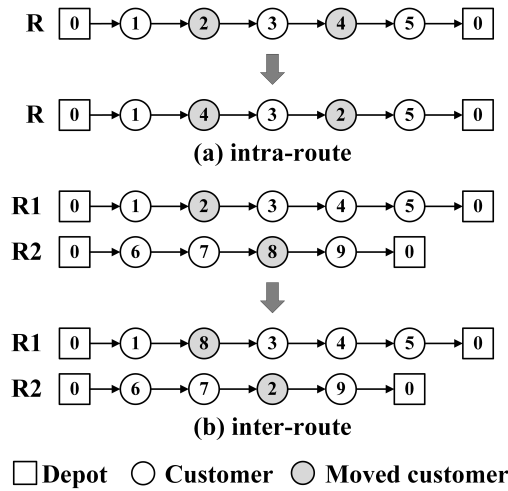 R 0 1 2 3 4 5 0
R 0 1 4 3 2 5 0
(a) intra-route
R1 0 1 2 3 4 5 0
R2 0 6 7 8 9 0
R1 0 1 8 3 4 5 0
R2 0 6 7 2 9 0
(b) inter-route
Depot Customer Moved customer